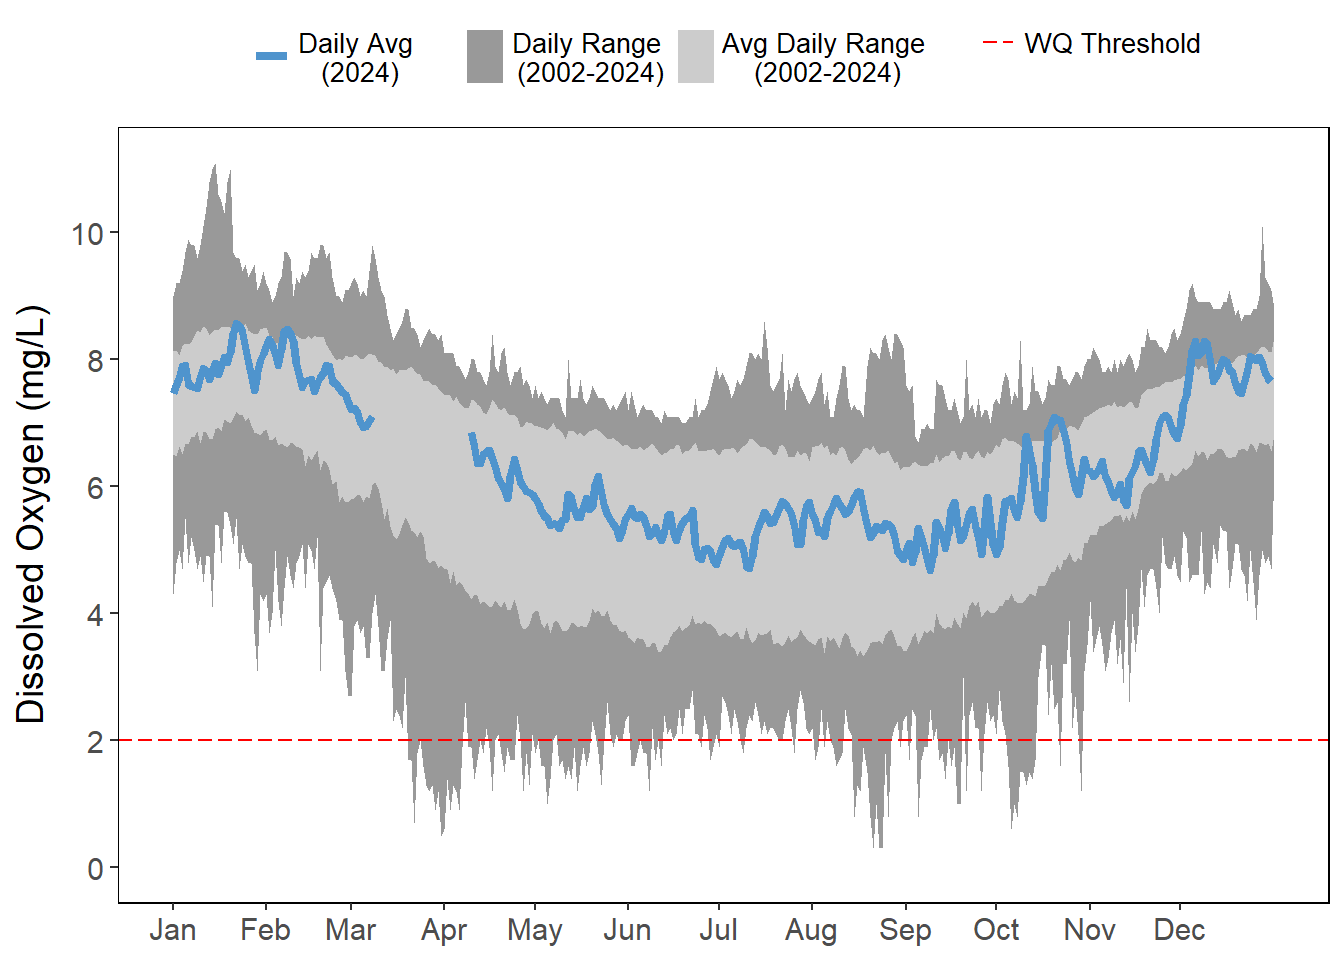 Daily Avg
(2024)
Daily Range
(2002-2024)
Avg Daily Range
(2002-2024)
WQ Threshold
Dissolved Oxygen (mg/L)
10
8
6
4
2
0
Jan Feb Mar Apr May Jun Jul Aug Sep Oct Nov Dec